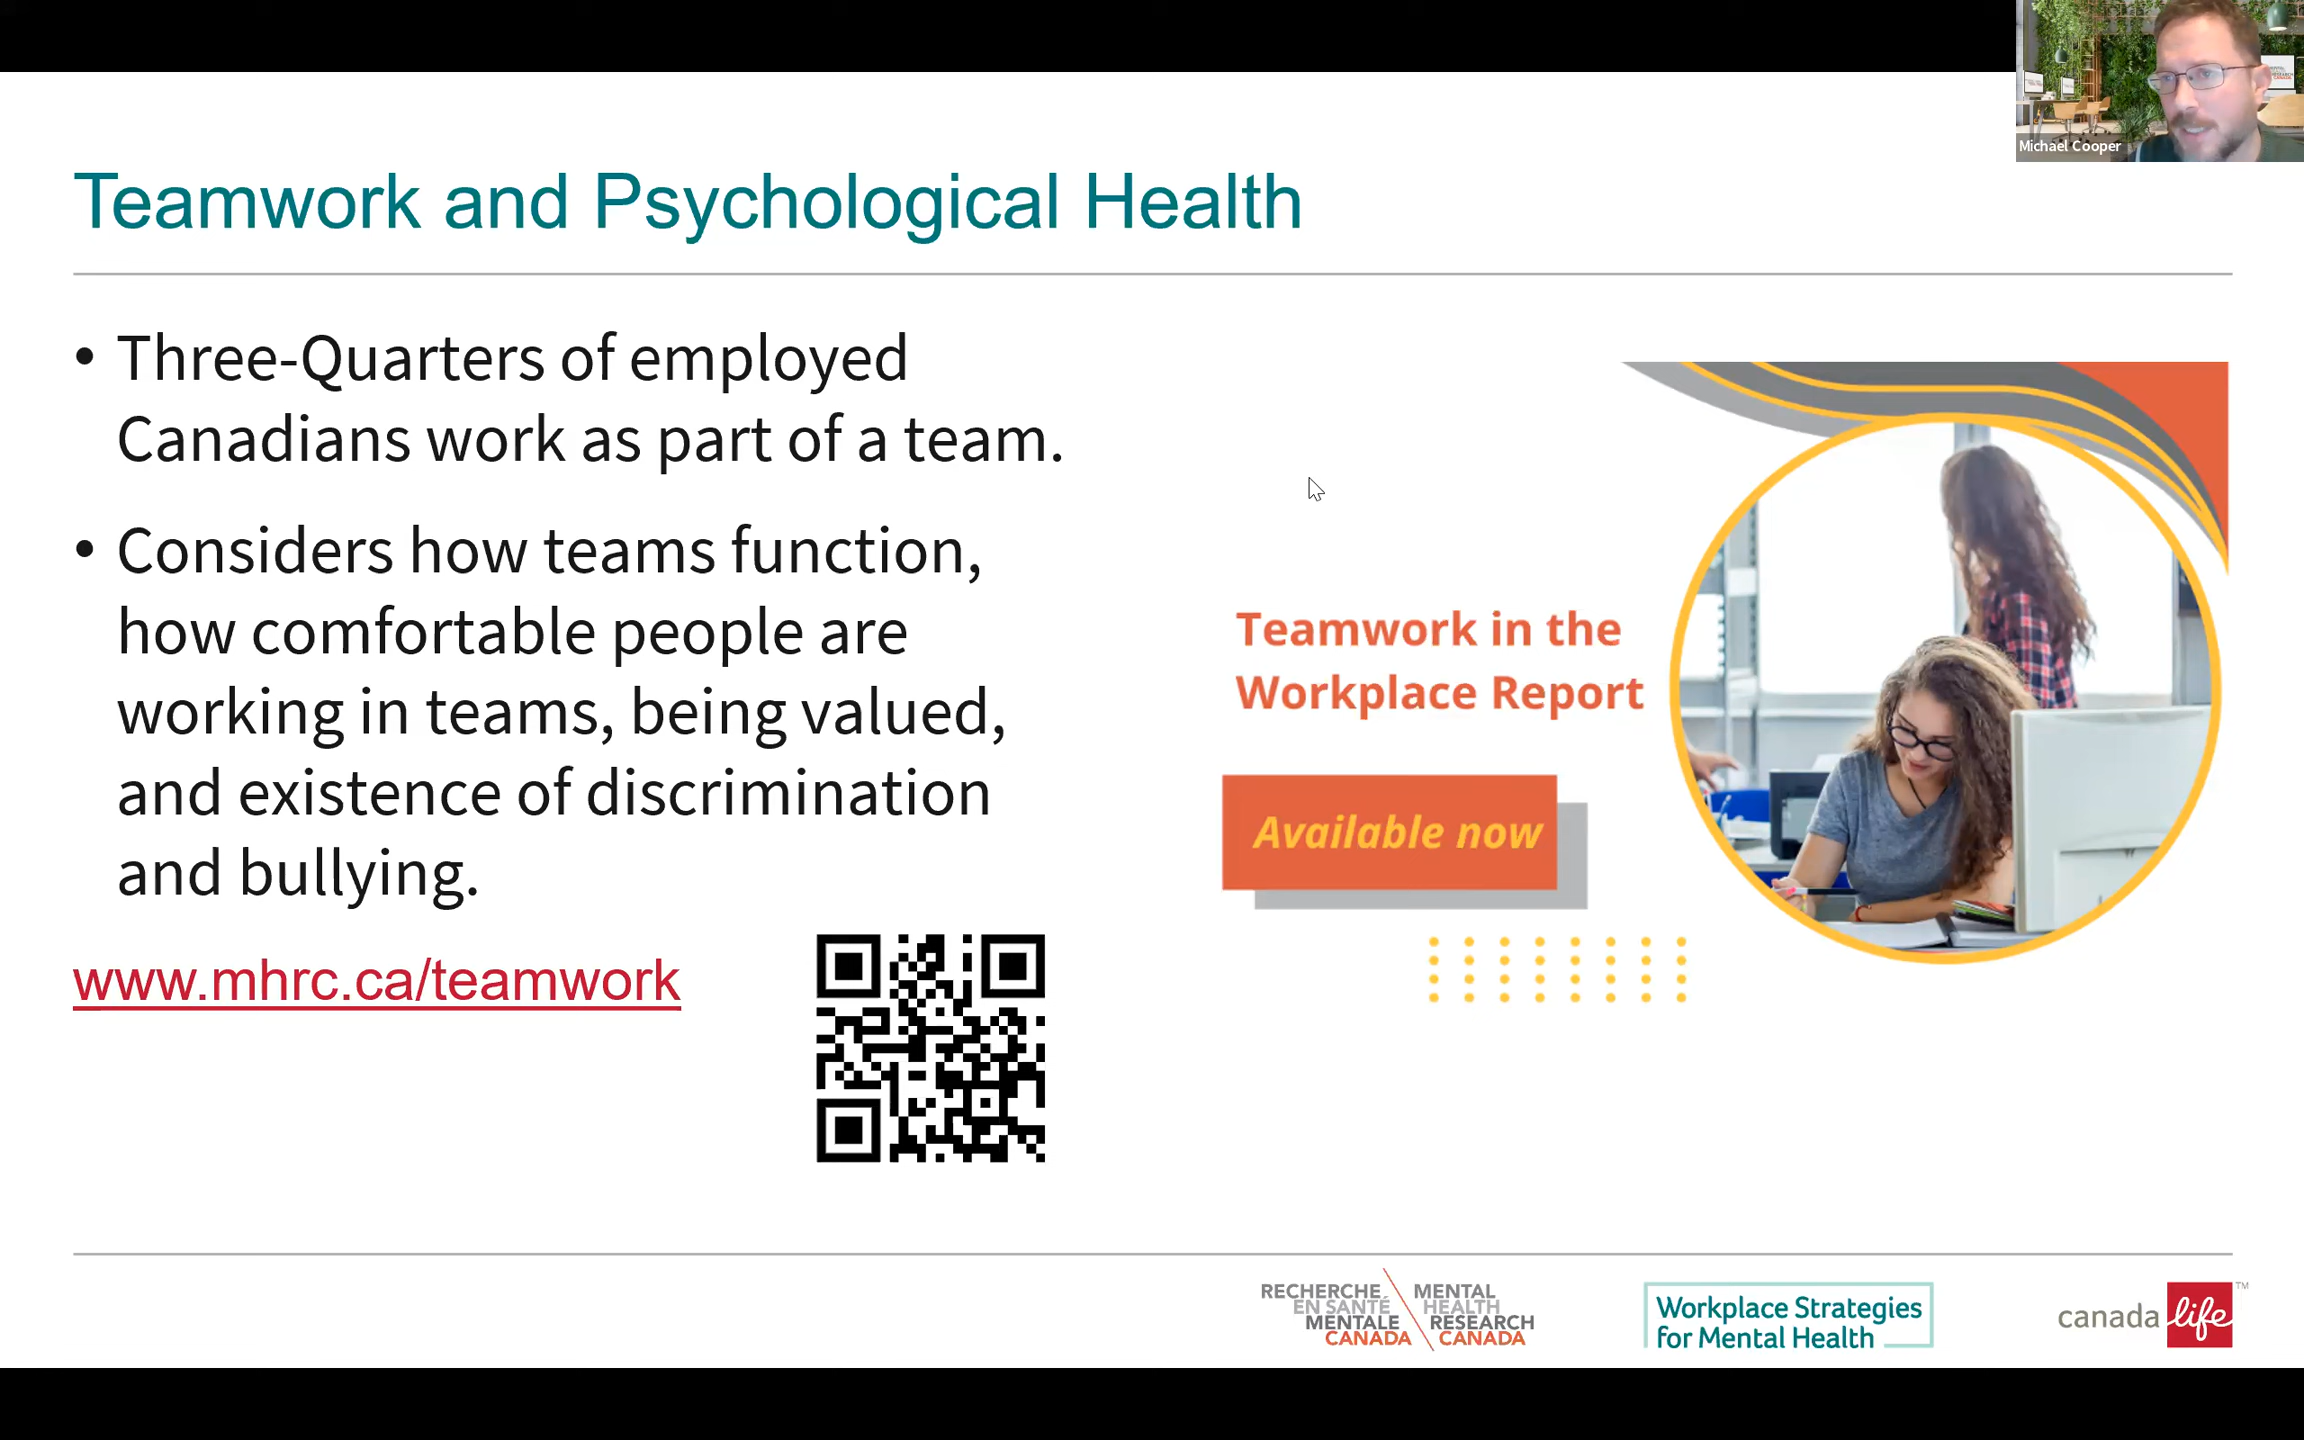 Michael Cooper
Teamwork and Psychological Health
• Three-Quarters of employed
Canadians work as part of a team.
• Considers how teams function,
how comfortable people are
working in teams, being valued,
and existence of discrimination
and bullying.
www.mhrc.ca/teamwork
Teamwork in the
Workplace Report
Available now
RECHERCHE
EN SANTÉ
MENTALE
CANADA
MENTAL
HEALTH
RESEARCH
CANADA
Workplace Strategies
for Mental Health
canada life™